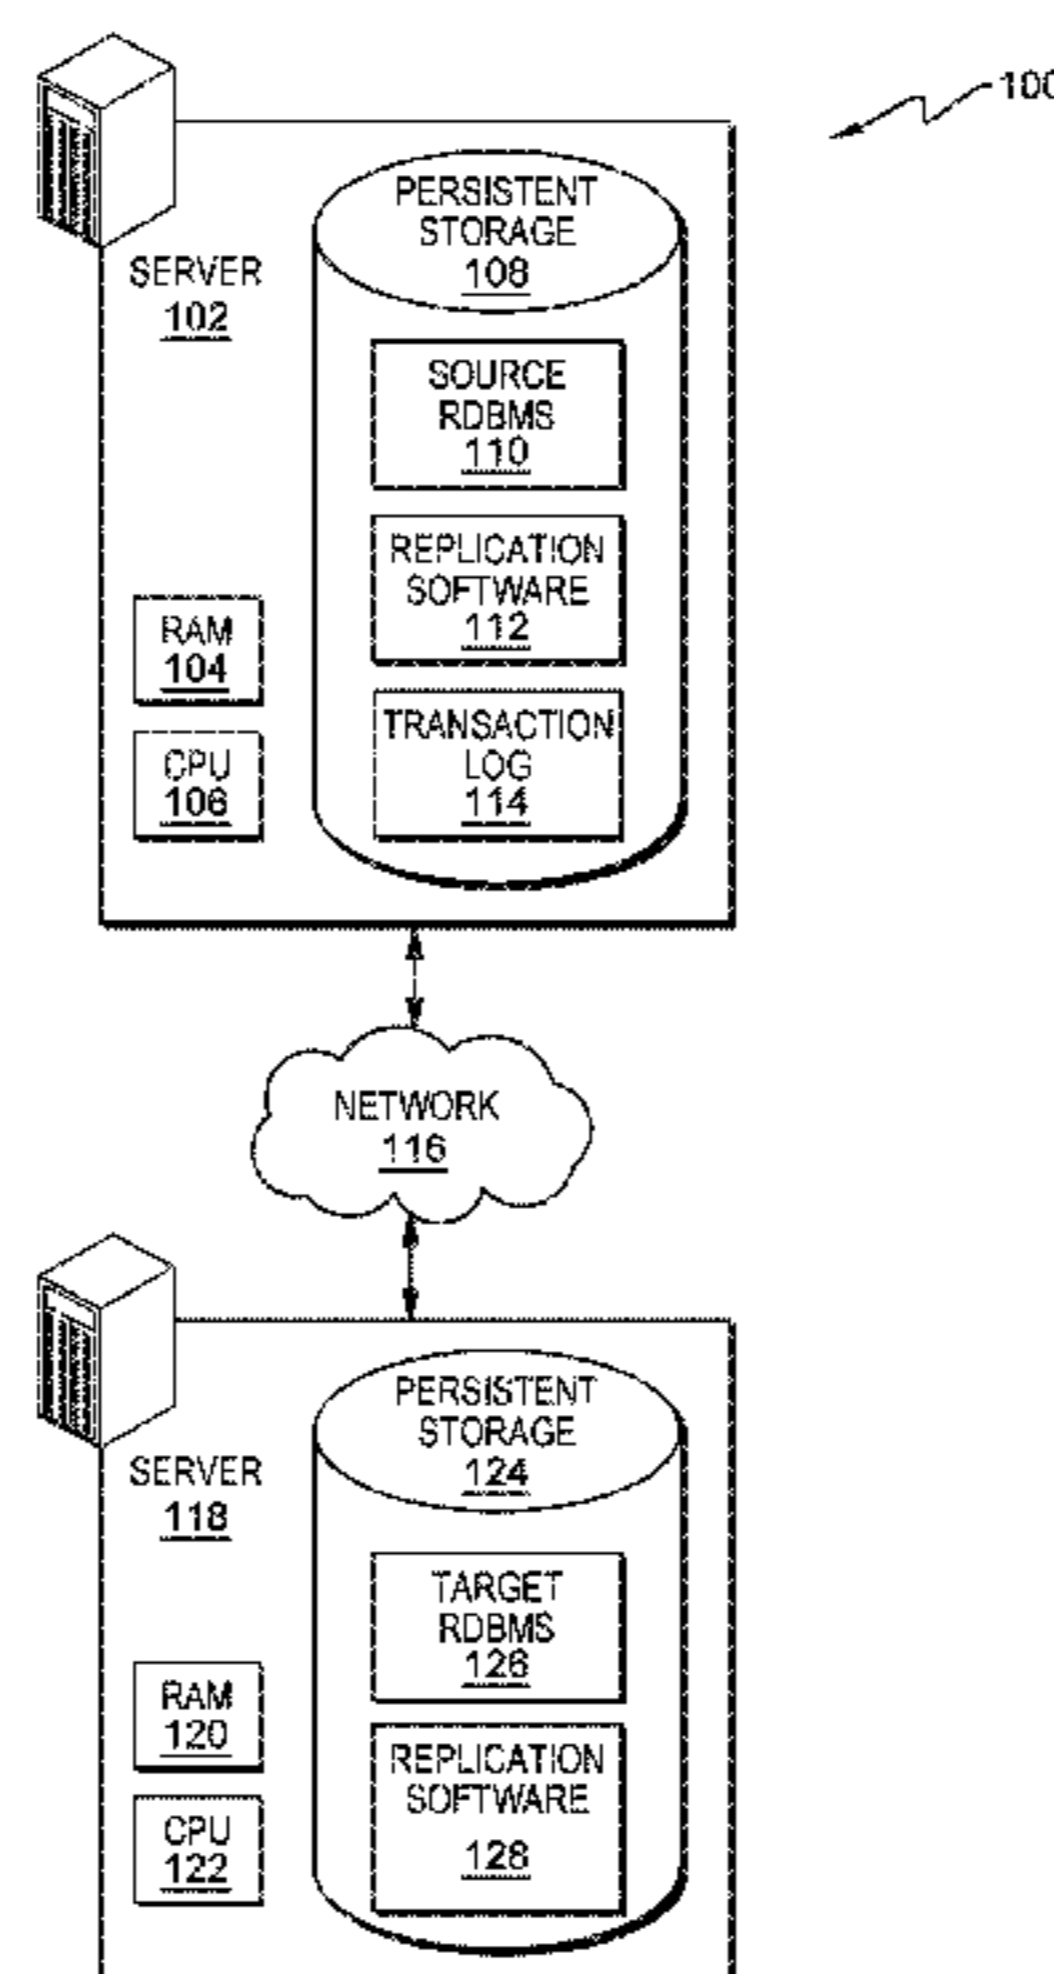 100
PERSISTENT
STORAGE
108
SERVER
102
SOURCE
RDBMS
110
REPLICATION
SOFTWARE
112
RAM
104
TRANSACTION
LOG
114
CPU
106
NETWORK
116
PERSISTENT
STORAGE
124
SERVER
118
TARGET
RDBMS
126
RAM
120
REPLICATION
SOFTWARE
128
CPU
122